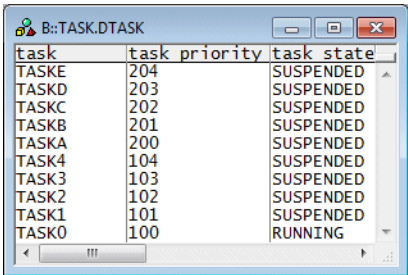 B::TASK.DTASK
task task priority task state
TASKE 204 SUSPENDED
TASKD 203 SUSPENDED
TASKC 202 SUSPENDED
TASKB 201 SUSPENDED
TASKA 200 SUSPENDED
TASK4 104 SUSPENDED
TASK3 103 SUSPENDED
TASK2 102 SUSPENDED
TASK1 101 SUSPENDED
TASK0 100 RUNNING